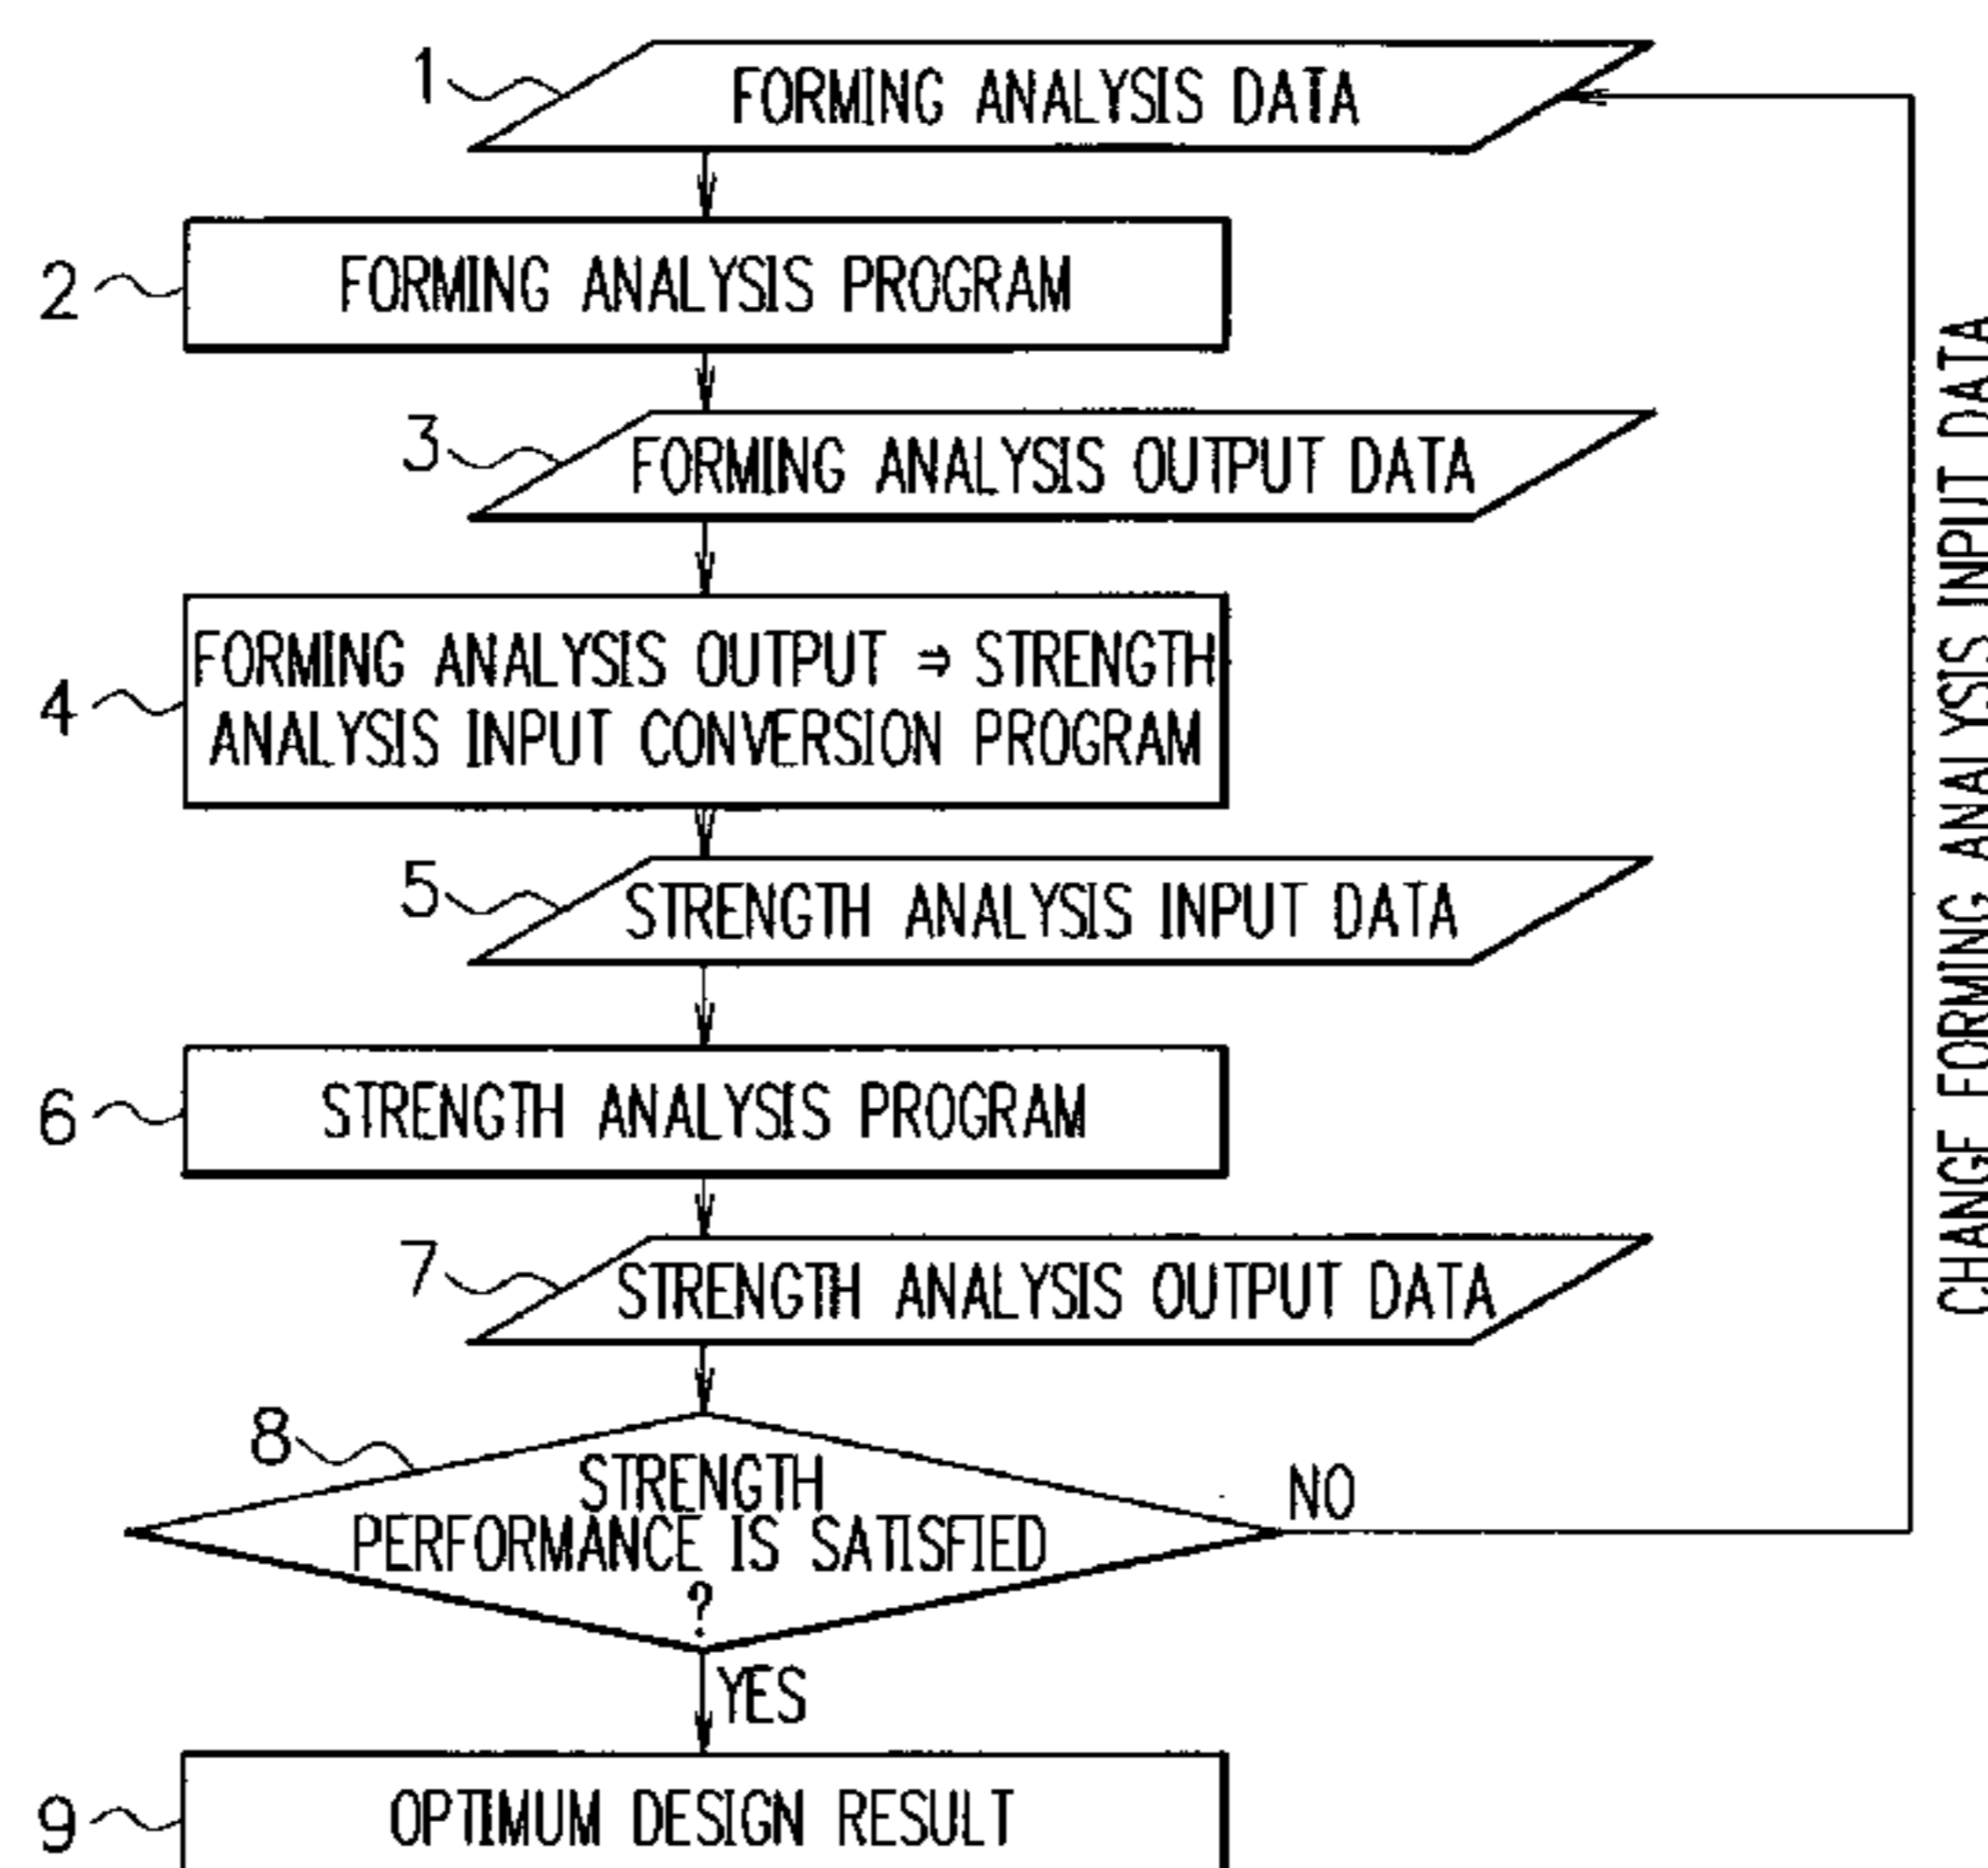 1
FORMING ANALYSIS DATA
2
FORMING ANALYSIS PROGRAM
3
FORMING ANALYSIS OUTPUT DATA
4
FORMING ANALYSIS OUTPUT ⇒ STRENGTH
ANALYSIS INPUT CONVERSION PROGRAM
5
STRENGTH ANALYSIS INPUT DATA
6
STRENGTH ANALYSIS PROGRAM
7
STRENGTH ANALYSIS OUTPUT DATA
8
STRENGTH
PERFORMANCE IS SATISFIED
?
NO
YES
9
OPTIMUM DESIGN RESULT
CHANGE FORMING ANALYSIS INPUT DATA